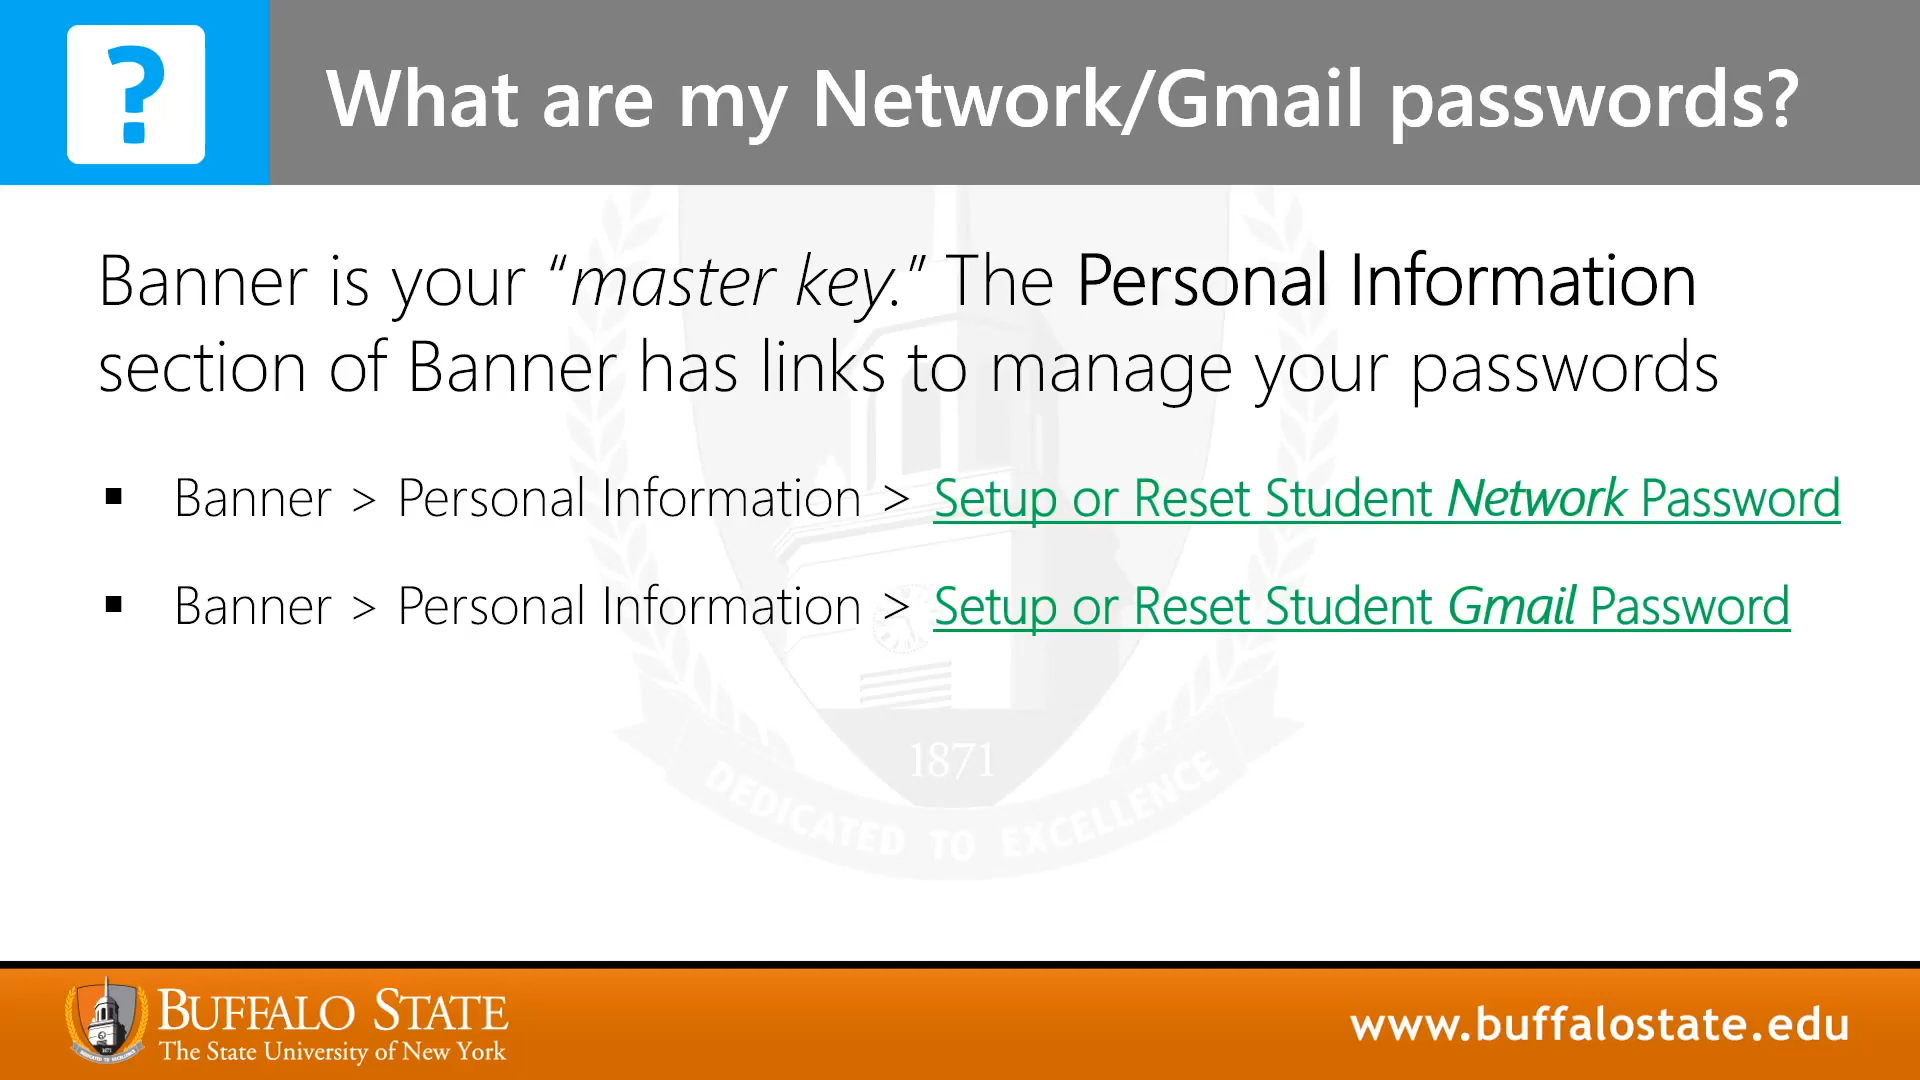 ?
What are my Network/Gmail passwords?
Banner is your “master key.” The Personal Information
section of Banner has links to manage your passwords
▪ Banner > Personal Information > Setup or Reset Student Network Password
▪ Banner > Personal Information > Setup or Reset Student Gmail Password
1871
DEDICATED TO EXCELLENCE
BUFFALO STATE
The State University of New York
www.buffalostate.edu